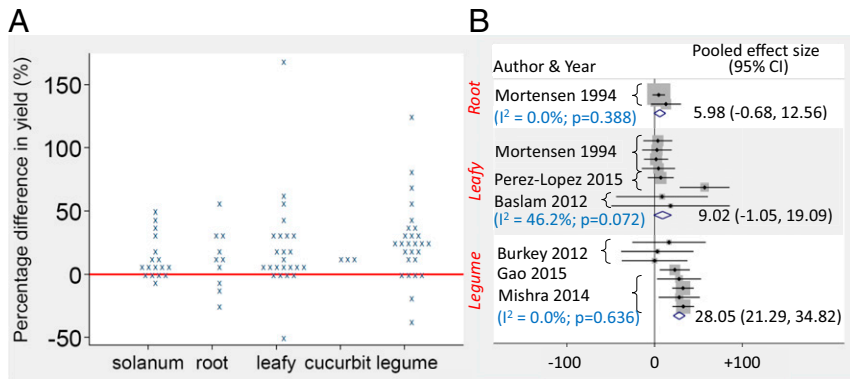 A
Percentage difference in yield (%)
150
100
50
0
-50
solanum root leafy cucurbit legume
B
Author & Year
Pooled effect size
(95% CI)
Root
Mortensen 1994
(I² = 0.0%; p=0.388)
5.98 (-0.68, 12.56)
Leafy
Mortensen 1994
Perez-Lopez 2015
Baslam 2012
(I² = 46.2%; p=0.072)
9.02 (-1.05, 19.09)
Legume
Burkey 2012
Gao 2015
Mishra 2014
(I² = 0.0%; p=0.636)
28.05 (21.29, 34.82)
-100 0 +100